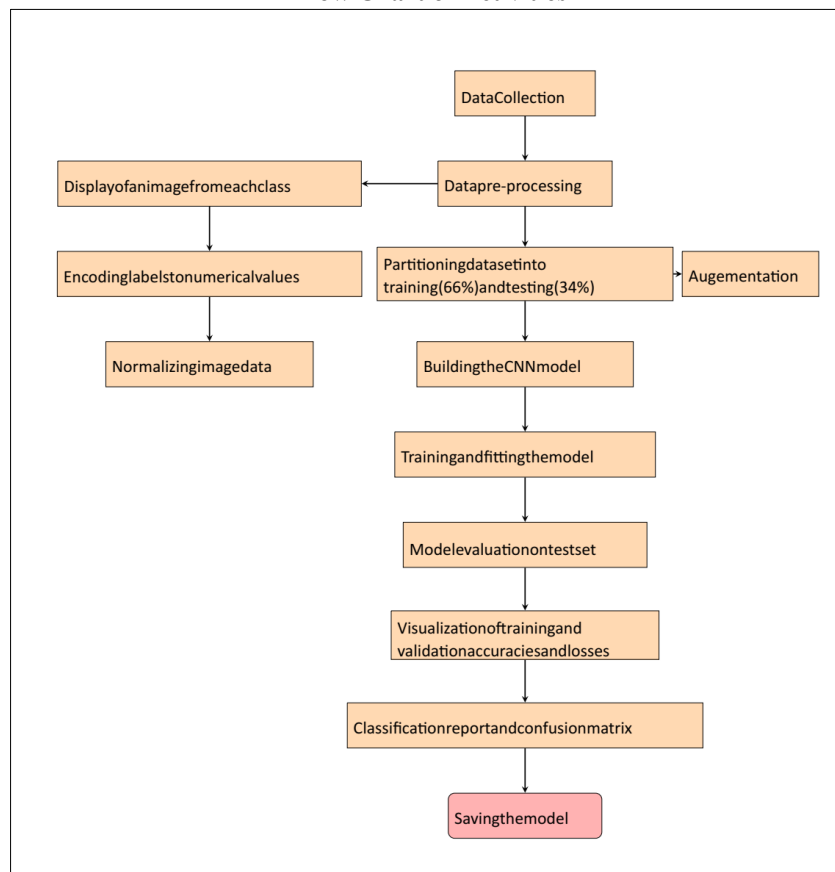 DataCollection
Displayofanimagefromeachclass
Datapre-processing
Encodinglabelstonumericalvalues
Partitioningdatasetinto
training(66%)andtesting(34%)
Augementation
Normalizingimagedata
BuildingtheCNNmodel
Trainingandfittingthemodel
Modelevaluationontestset
Visualizationoftrainingand
validationaccuraciesandlosses
Classificationreportandconfusionmatrix
Savingthemodel